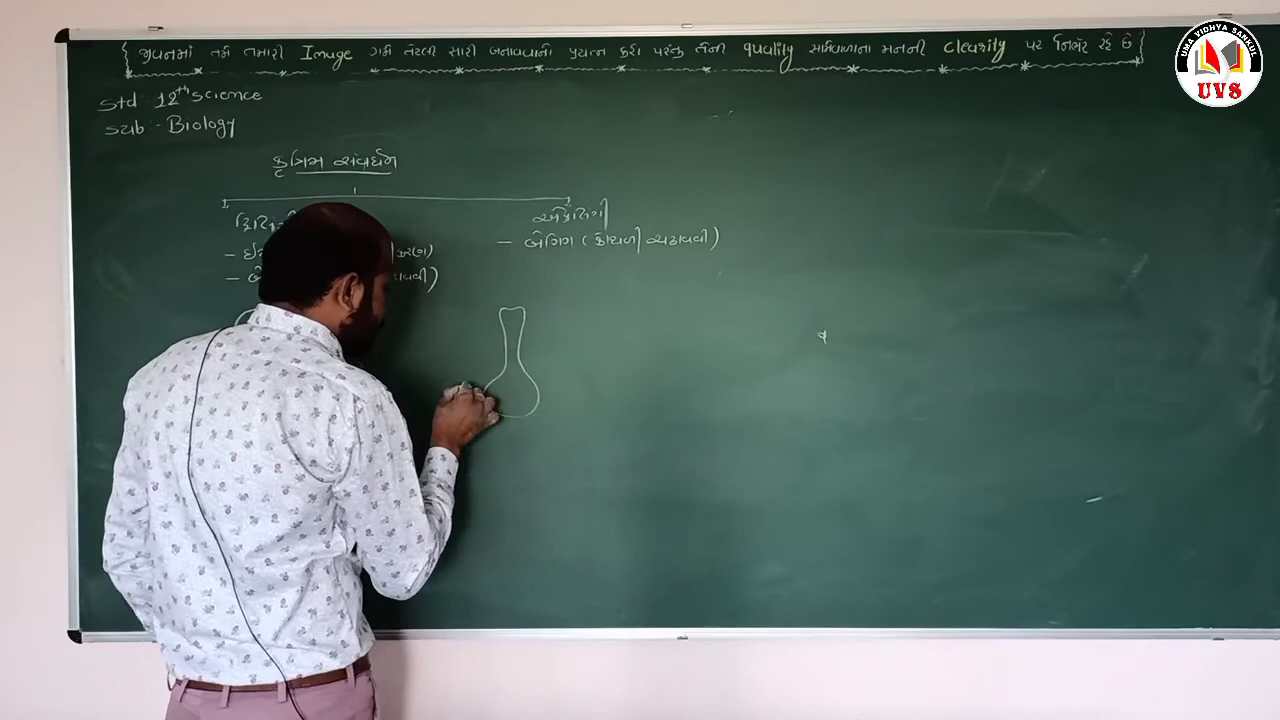 { જીવનમાં તમે તમારી Image ગમે તેટલી સારી બનાવવાનો પ્રયત્ન કરો પરંતુ તેની quality સામેવાળાના મનની Clearity પર નિર્ભર રહે છે }
UMA VIDHYA SANKUL
UVS
Std :- 12th Science
Sub :- Biology
કૃત્રિમ સંવર્ધન
એકલિંગી
- બેગિંગ (કોથળી ચઢાવવી)